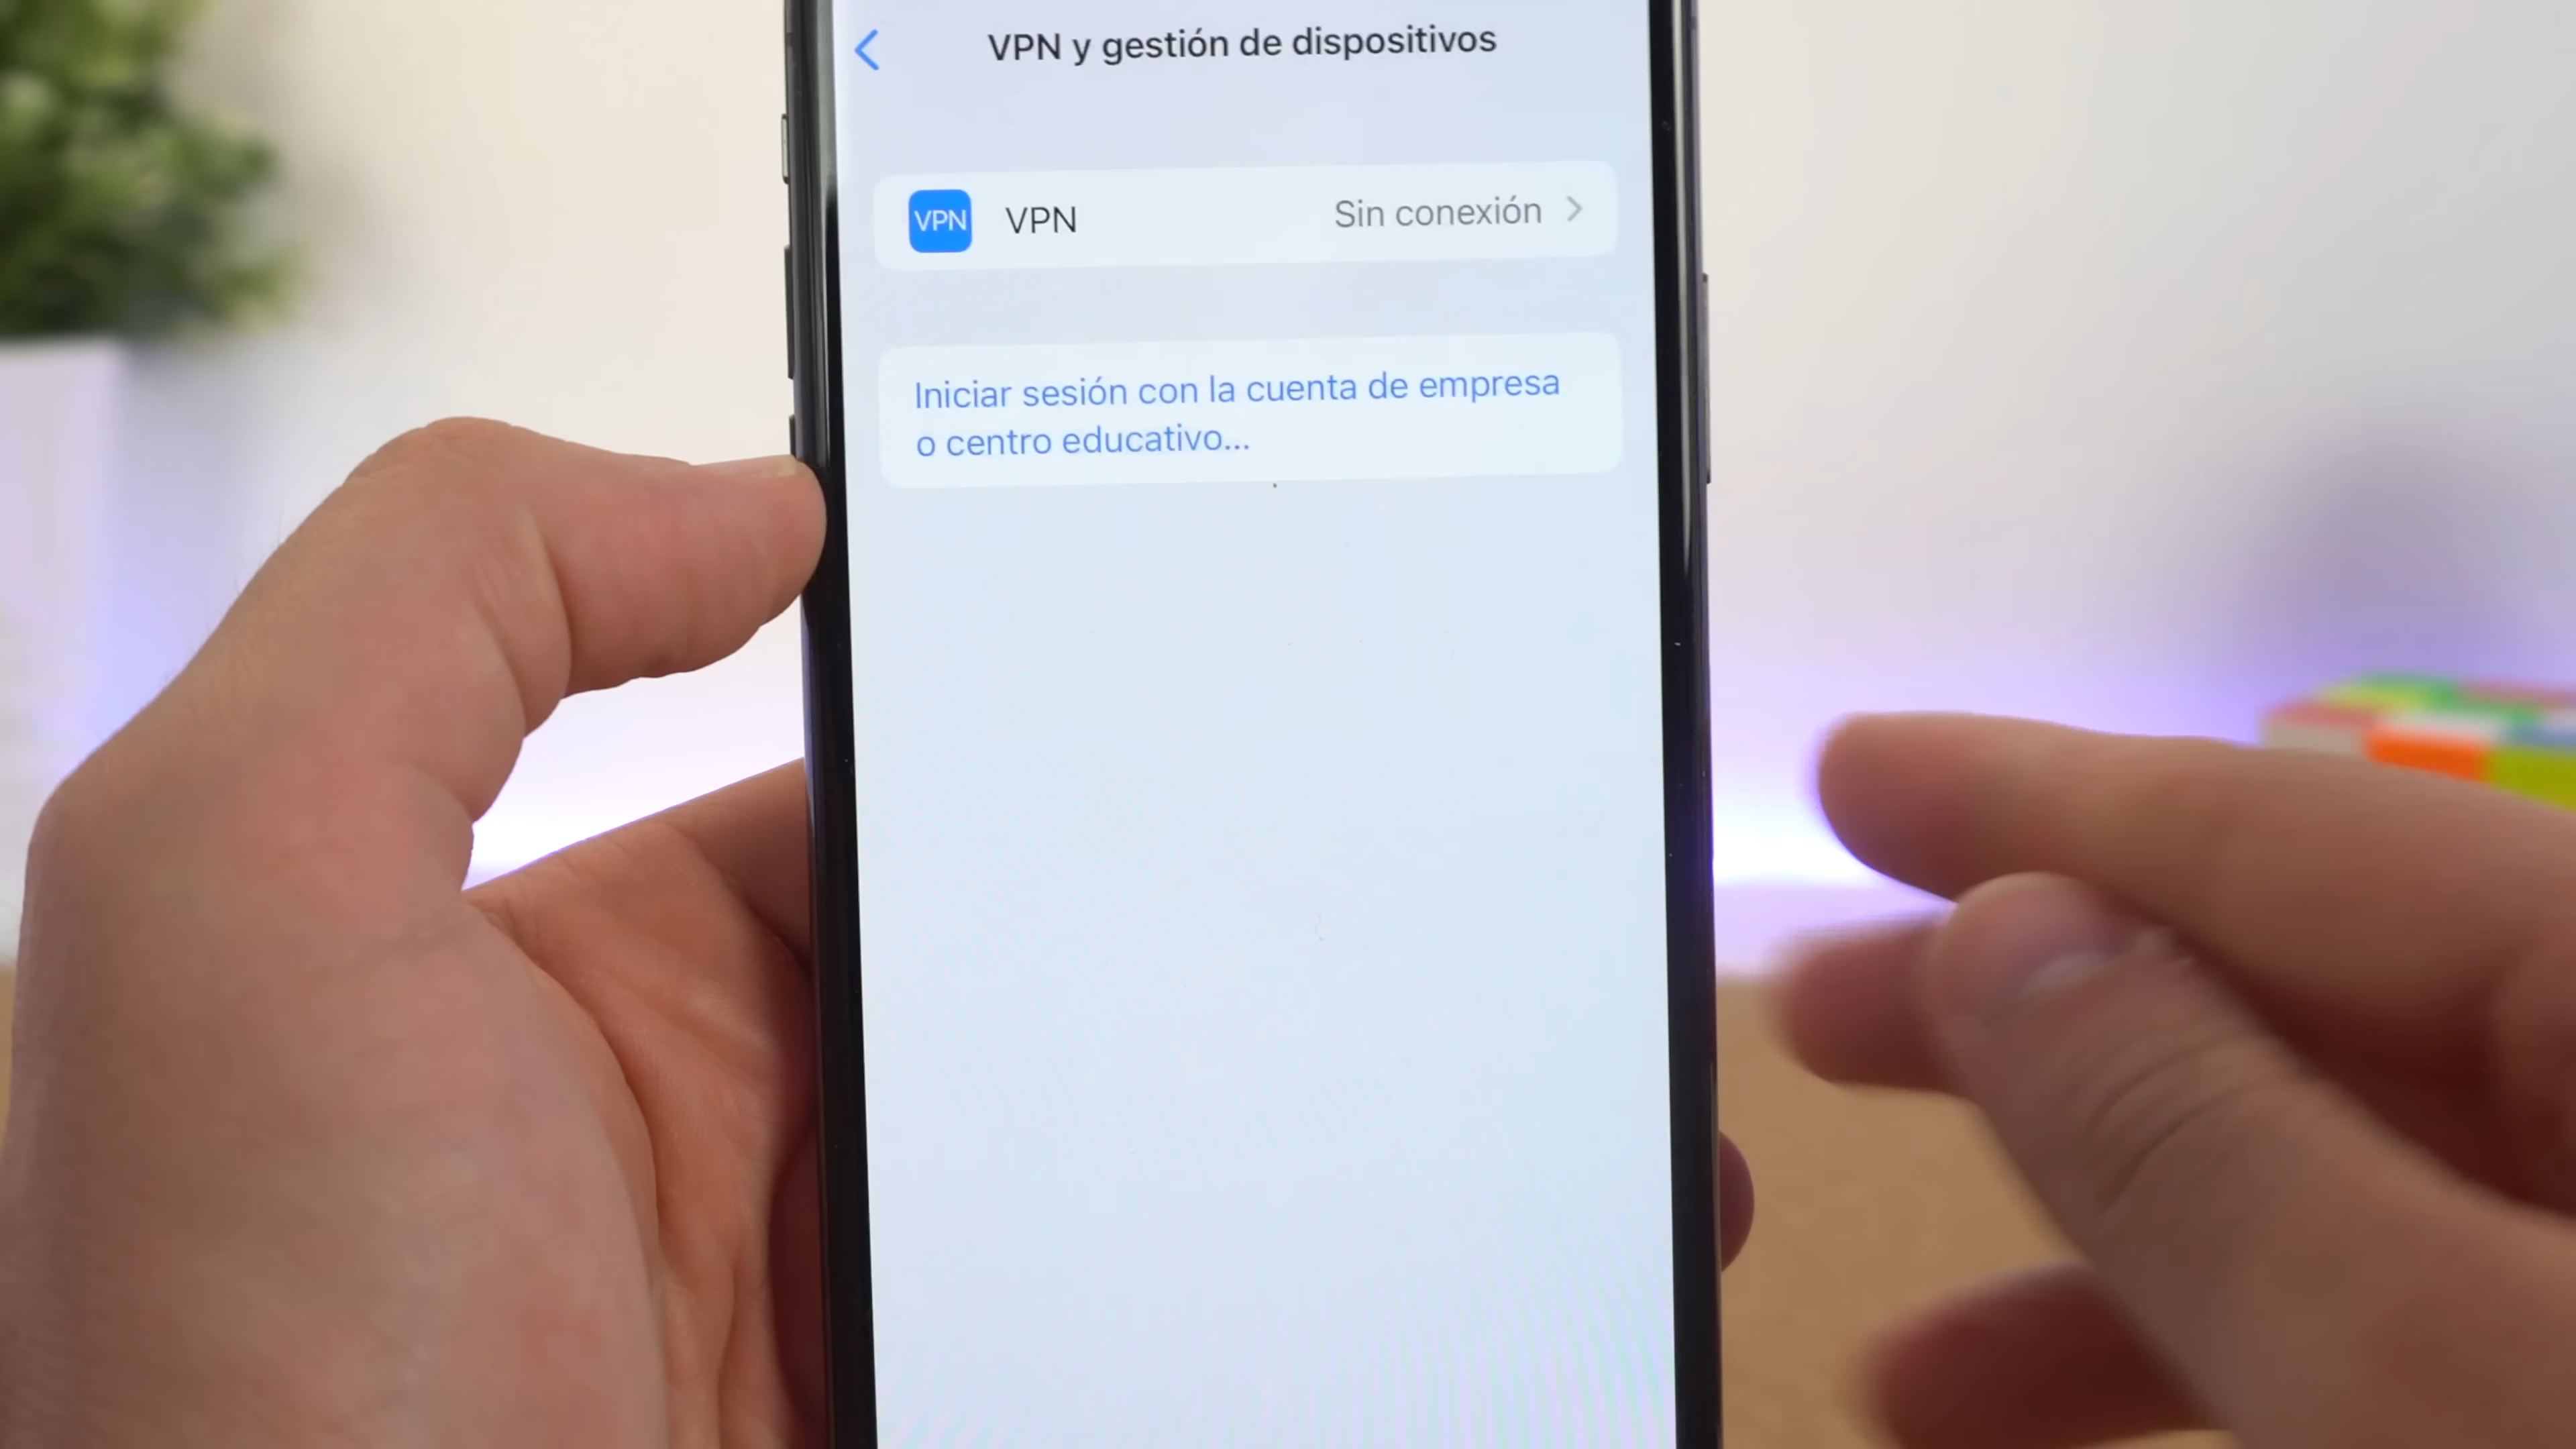 VPN y gestión de dispositivos
VPN VPN Sin conexión
Iniciar sesión con la cuenta de empresa
o centro educativo...